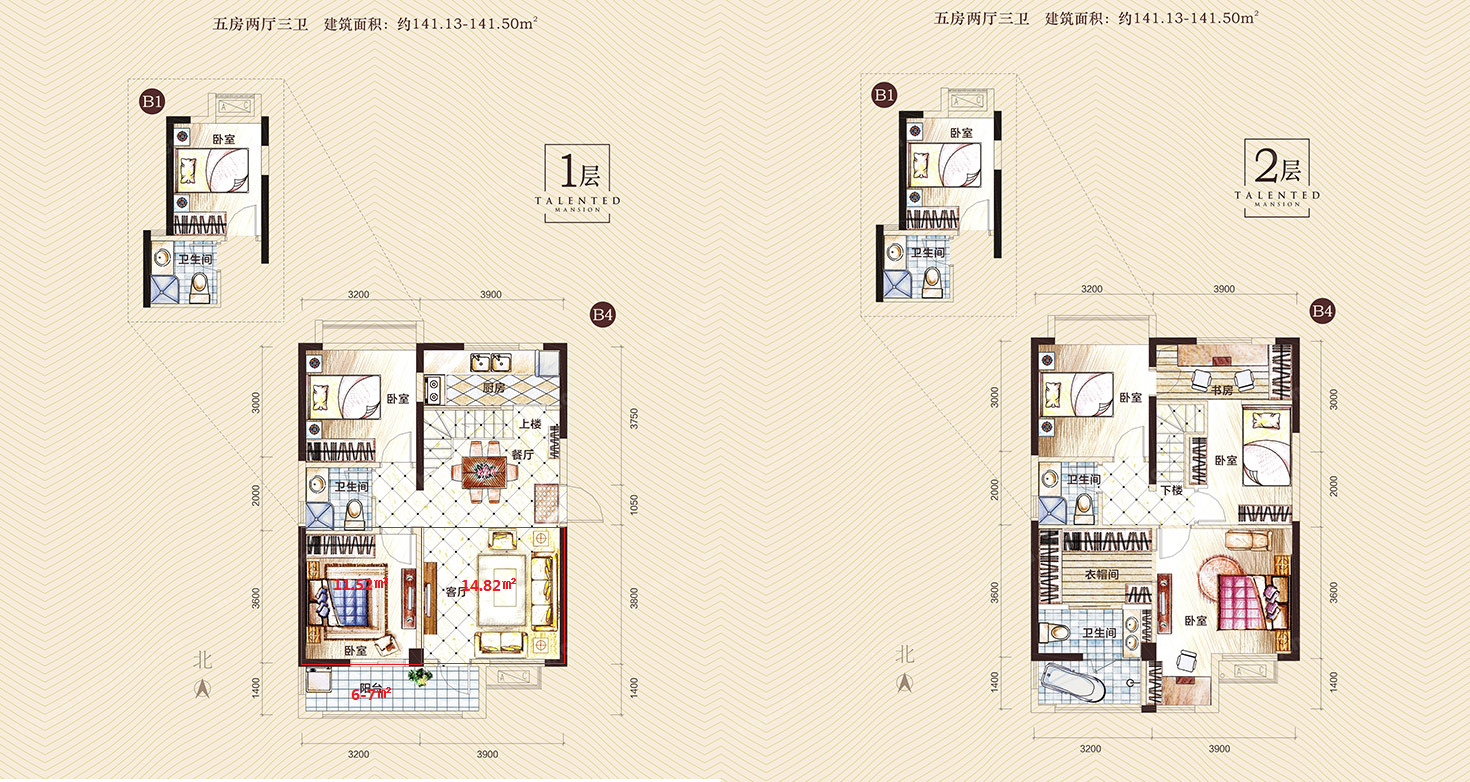 五房两厅三卫 建筑面积：约141.13-141.50m²
B1
A C
卧室
卫生间
1层
TALENTED
MANSION
3200
3900
B4
厨房
卧室
上楼
餐厅
卫生间
3000
2000
3600
1400
3750
1050
3800
1400
11.52㎡
客厅
14.82㎡
卧室
阳台
6-7㎡
A C
北
3200
3900
五房两厅三卫 建筑面积：约141.13-141.50m²
B1
A C
卧室
卫生间
2层
TALENTED
MANSION
3200
3900
B4
卧室
书房
卧室
卫生间
下楼
3000
2000
3600
1400
3000
2000
3600
1400
衣帽间
卫生间
卧室
A C
北
3200
3900